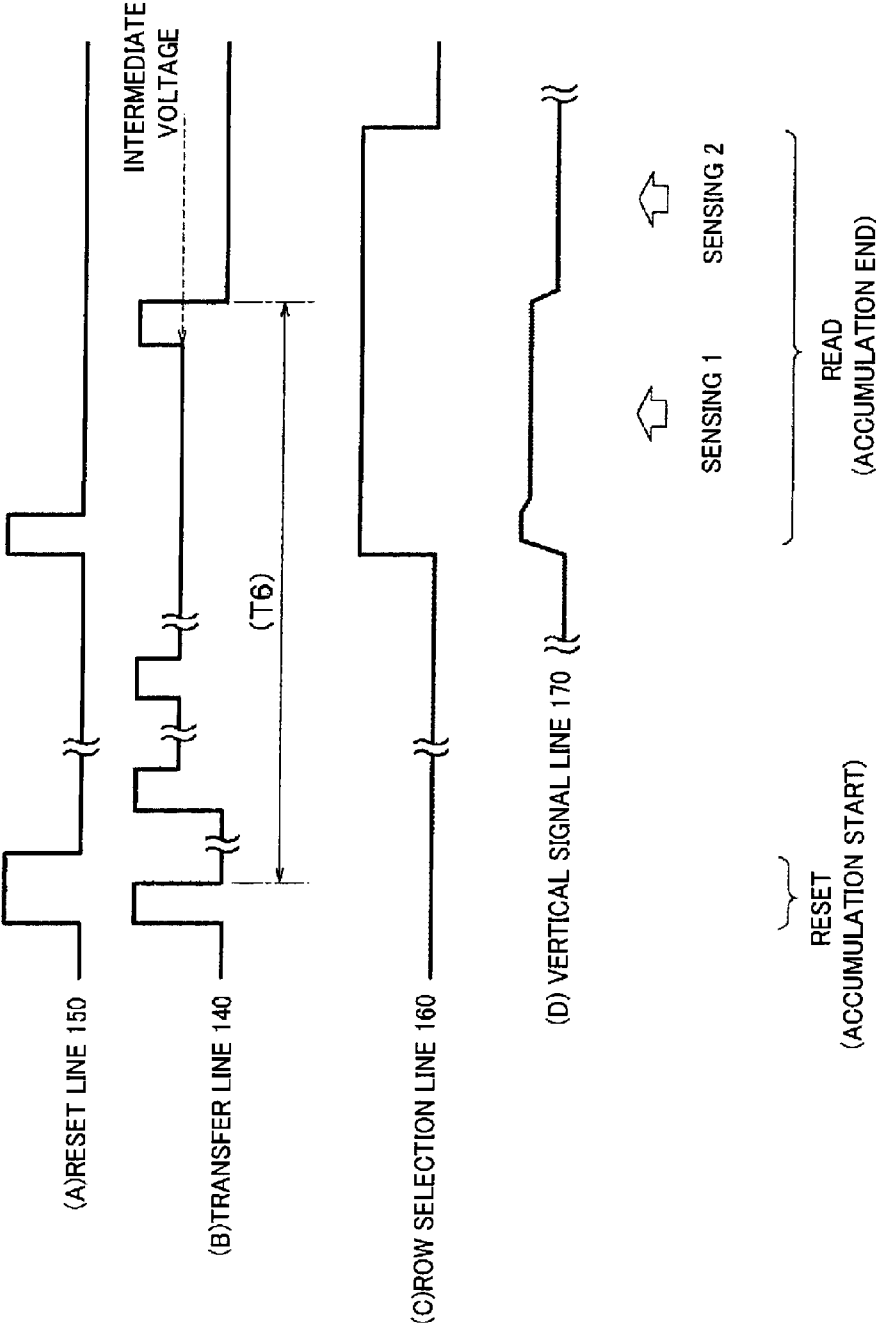 (A)RESET LINE 150
INTERMEDIATE
VOLTAGE
(B)TRANSFER LINE 140
(T6)
(C)ROW SELECTION LINE 160
(D) VERTICAL SIGNAL LINE 170
SENSING 1
SENSING 2
RESET
(ACCUMULATION START)
READ
(ACCUMULATION END)